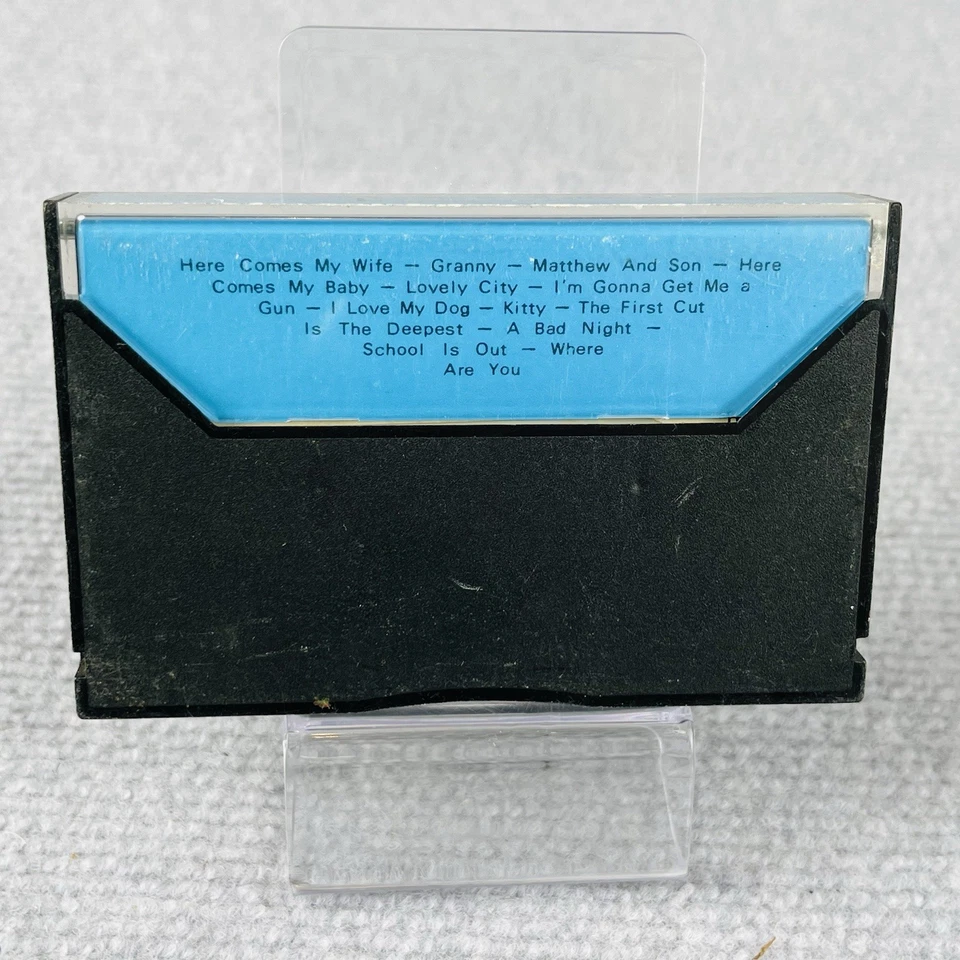 Here Comes My Wife — Granny — Matthew And Son — Here
Comes My Baby — Lovely City — I'm Gonna Get Me a
Gun — I Love My Dog — Kitty — The First Cut
Is The Deepest — A Bad Night —
School Is Out — Where
Are You